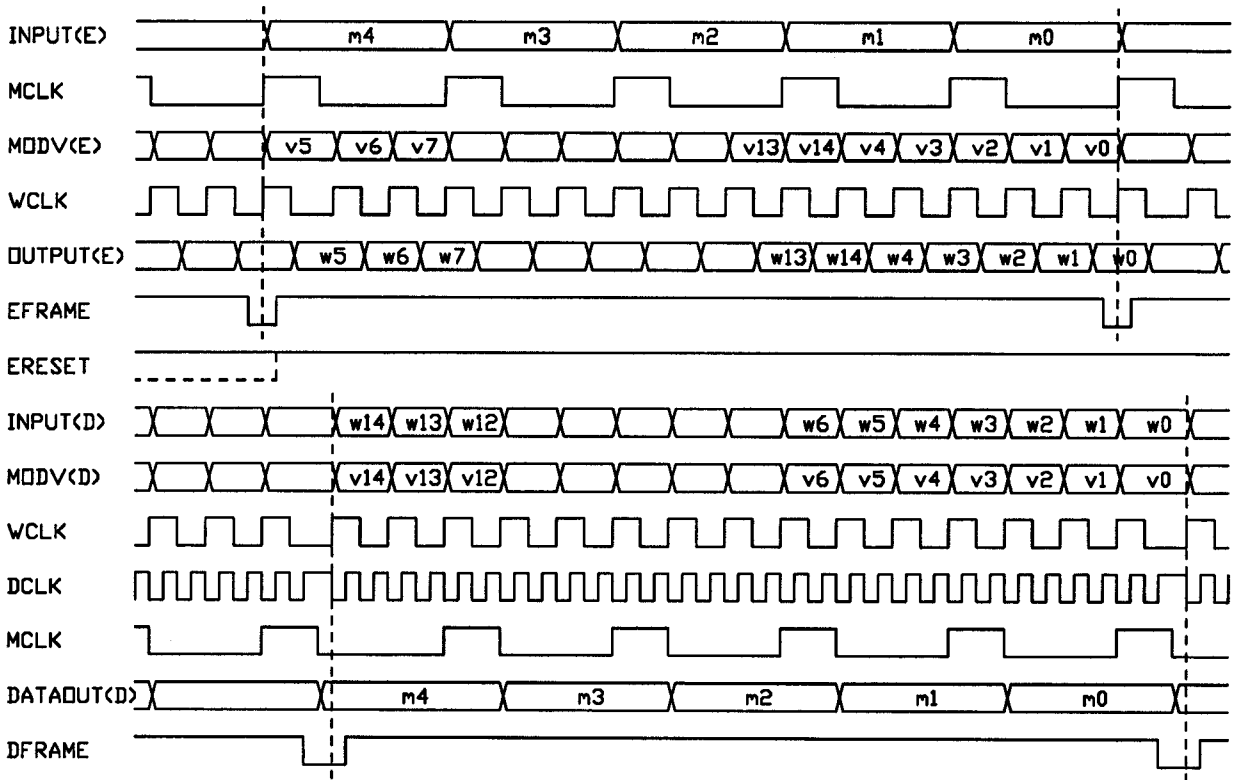 INPUT(E) m4 m3 m2 m1 m0
MCLK
MODV(E) v5 v6 v7 v13 v14 v4 v3 v2 v1 v0
WCLK
OUTPUT(E) w5 w6 w7 w13 w14 w4 w3 w2 w1 w0
EFRAME
ERESET
INPUT(D) w14 w13 w12 w6 w5 w4 w3 w2 w1 w0
MODV(D) v14 v13 v12 v6 v5 v4 v3 v2 v1 v0
WCLK
DCLK
MCLK
DATAOUT(D) m4 m3 m2 m1 m0
DFRAME